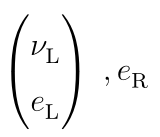 ( ν_L
e_L ) , e_R